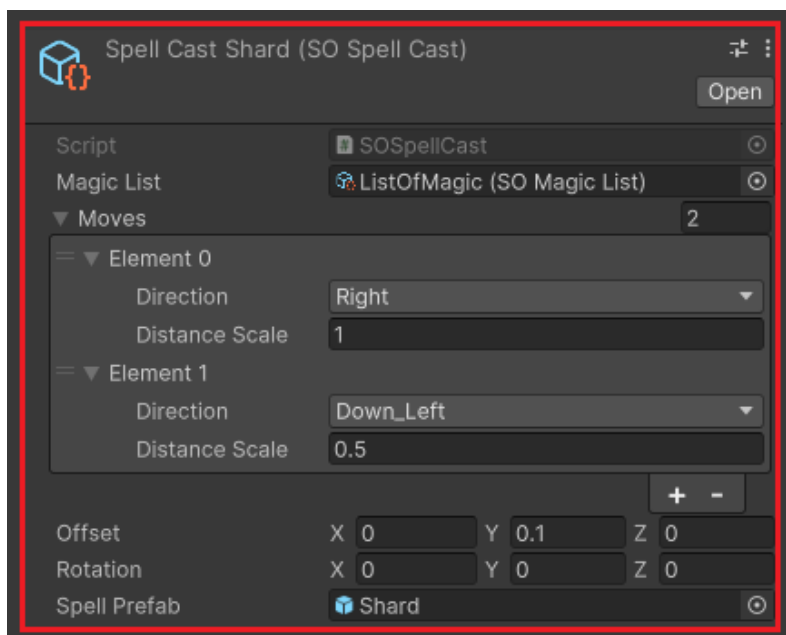 Spell Cast Shard (SO Spell Cast)
Open
Script SOSpellCast
Magic List ListOfMagic (SO Magic List)
Moves 2
Element 0
Direction Right
Distance Scale 1
Element 1
Direction Down_Left
Distance Scale 0.5
+ -
Offset X 0 Y 0.1 Z 0
Rotation X 0 Y 0 Z 0
Spell Prefab Shard